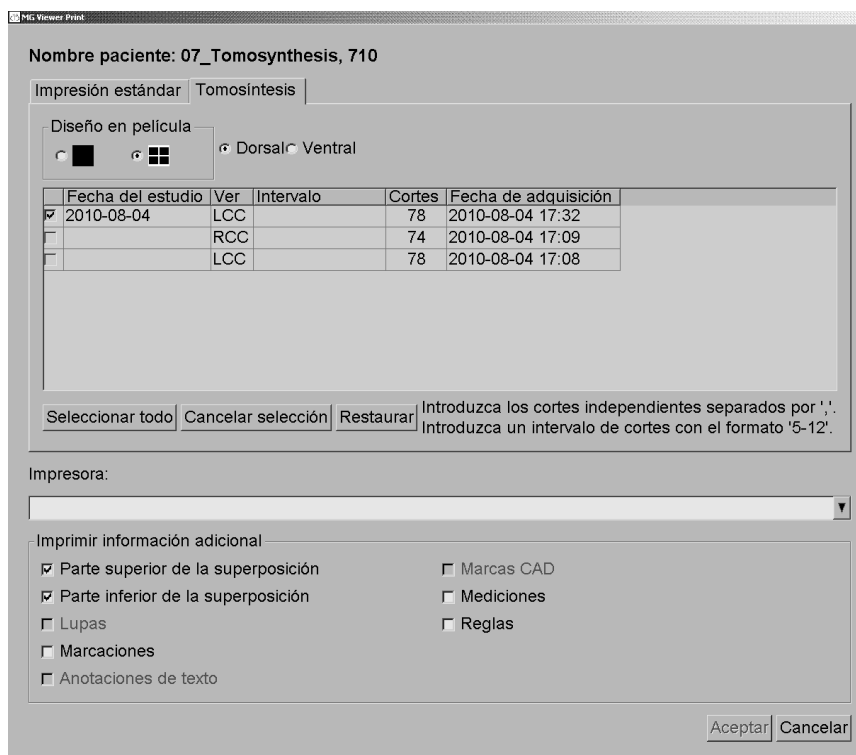 MG Viewer Print
Nombre paciente: 07_Tomosynthesis, 710
Impresión estándar Tomosíntesis
Diseño en película
Dorsal Ventral
Fecha del estudio Ver Intervalo Cortes Fecha de adquisición
2010-08-04 LCC 78 2010-08-04 17:32
RCC 74 2010-08-04 17:09
LCC 78 2010-08-04 17:08
Seleccionar todo Cancelar selección Restaurar
Introduzca los cortes independientes separados por ','.
Introduzca un intervalo de cortes con el formato '5-12'.
Impresora:
Imprimir información adicional
Parte superior de la superposición
Parte inferior de la superposición
Lupas
Marcaciones
Anotaciones de texto
Marcas CAD
Mediciones
Reglas
Aceptar Cancelar